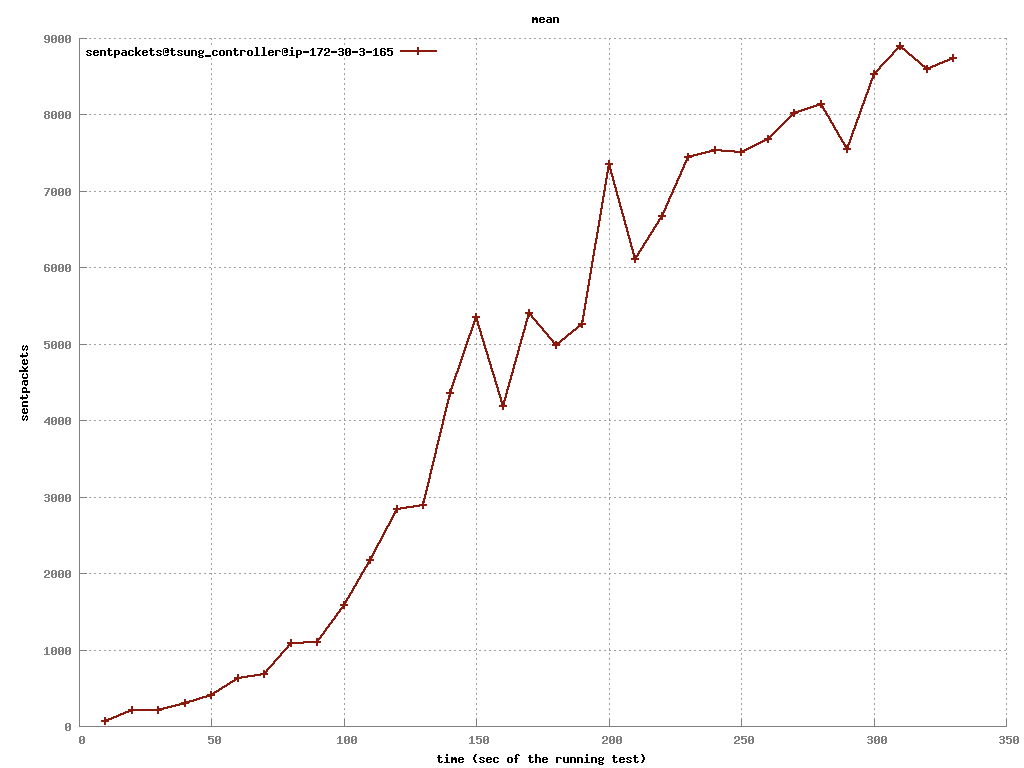 mean
sentpackets@tsung_controller@ip-172-30-3-165
9000
8000
7000
6000
5000
4000
3000
2000
1000
0
sentpackets
0 50 100 150 200 250 300 350
time (sec of the running test)